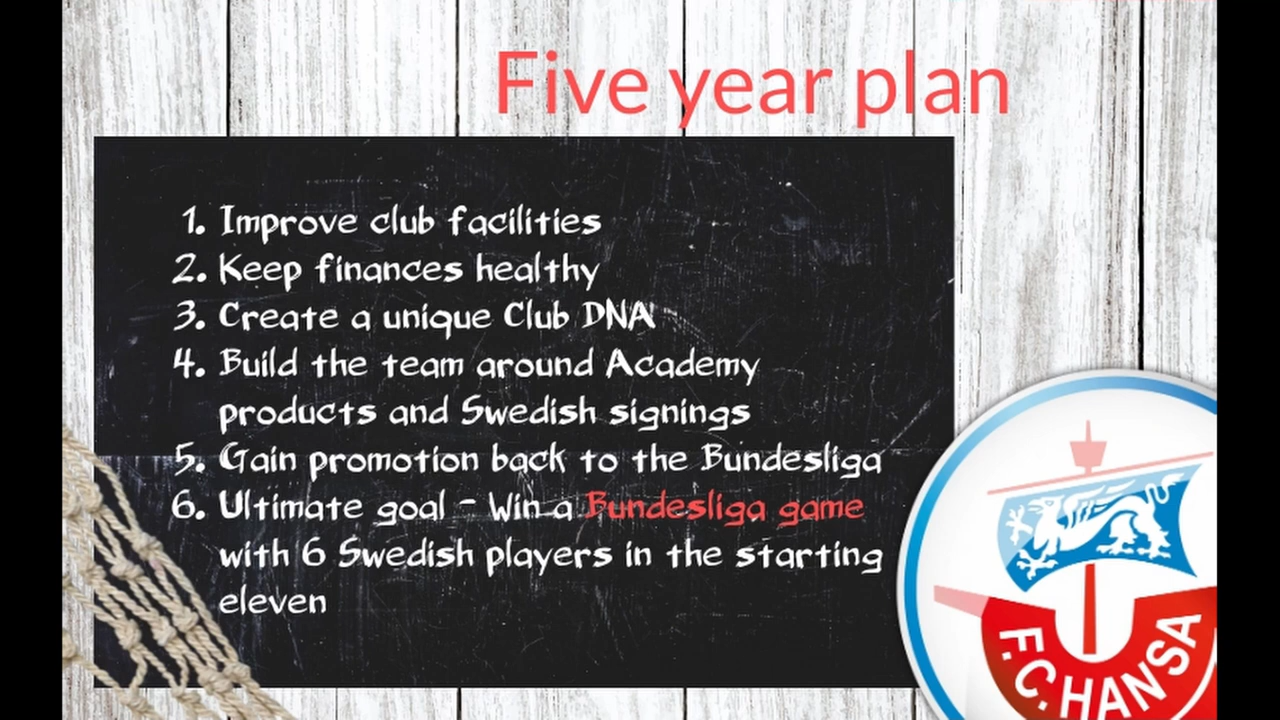 Five year plan
1. Improve club facilities
2. Keep finances healthy
3. Create a unique Club DNA
4. Build the team around Academy
products and Swedish signings
5. Gain promotion back to the Bundesliga
6. Ultimate goal - Win a Bundesliga game
with 6 Swedish players in the starting
eleven
F.C. HANSA